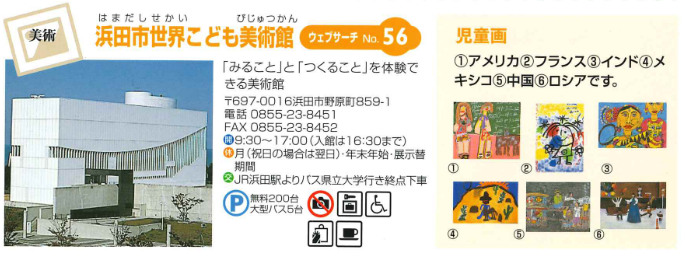 美術
はまだしせかい びじゅつかん
浜田市世界こども美術館
ウェブサーチ No.56
「みること」と「つくること」を体験で
きる美術館
〒697-0016浜田市野原町859-1
電話 0855-23-8451
FAX 0855-23-8452
開9:30〜17:00(入館は16:30まで)
休月(祝日の場合は翌日)・年末年始・展示替
期間
交JR浜田駅よりバス県立大学行き終点下車
P 無料200台
大型バス5台
児童画
①アメリカ②フランス③インド④メ
キシコ⑤中国⑥ロシアです。
① ② ③
④ ⑤ ⑥